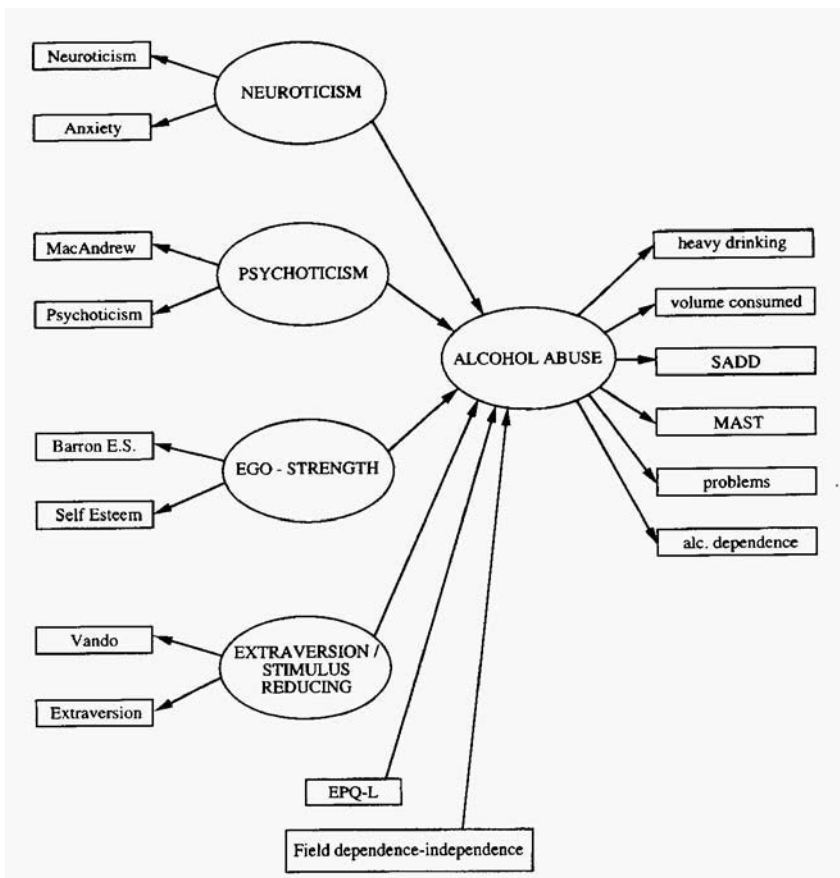 Neuroticism
NEUROTICISM
Anxiety
MacAndrew
PSYCHOTICISM
Psychoticism
Barron E.S.
EGO - STRENGTH
Self Esteem
Vando
EXTRAVERSION /
STIMULUS
REDUCING
Extraversion
EPQ-L
Field dependence-independence
ALCOHOL ABUSE
heavy drinking
volume consumed
SADD
MAST
problems
alc. dependence